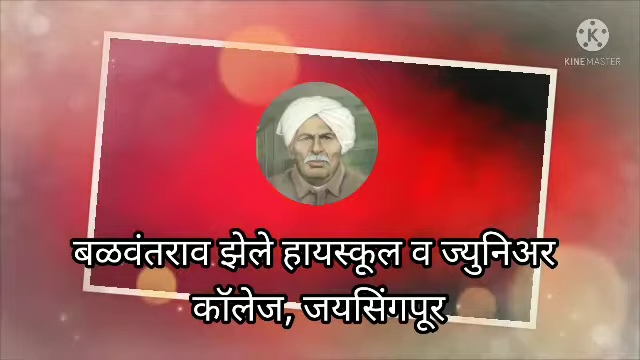 KINEMASTER
बळवंतराव झेले हायस्कूल व ज्युनिअर
कॉलेज, जयसिंगपूर